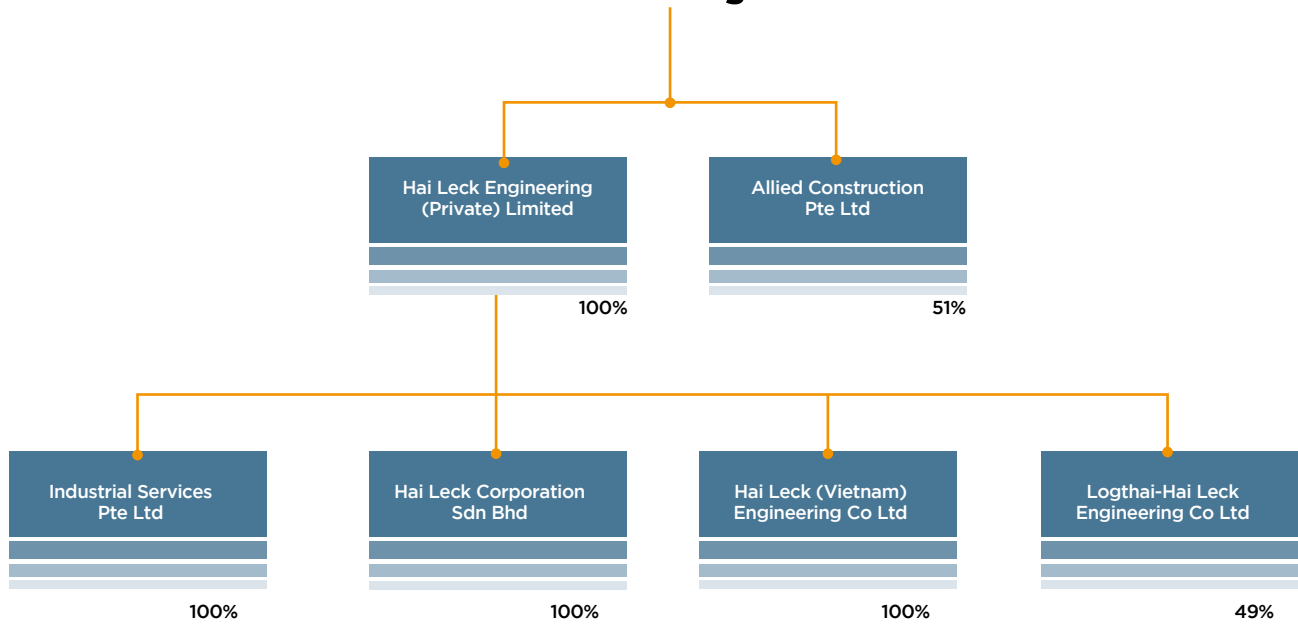 Hai Leck Engineering
(Private) Limited
Allied Construction
Pte Ltd
100%
51%
Industrial Services
Pte Ltd
Hai Leck Corporation
Sdn Bhd
Hai Leck (Vietnam)
Engineering Co Ltd
Logthai-Hai Leck
Engineering Co Ltd
100%
100%
100%
49%